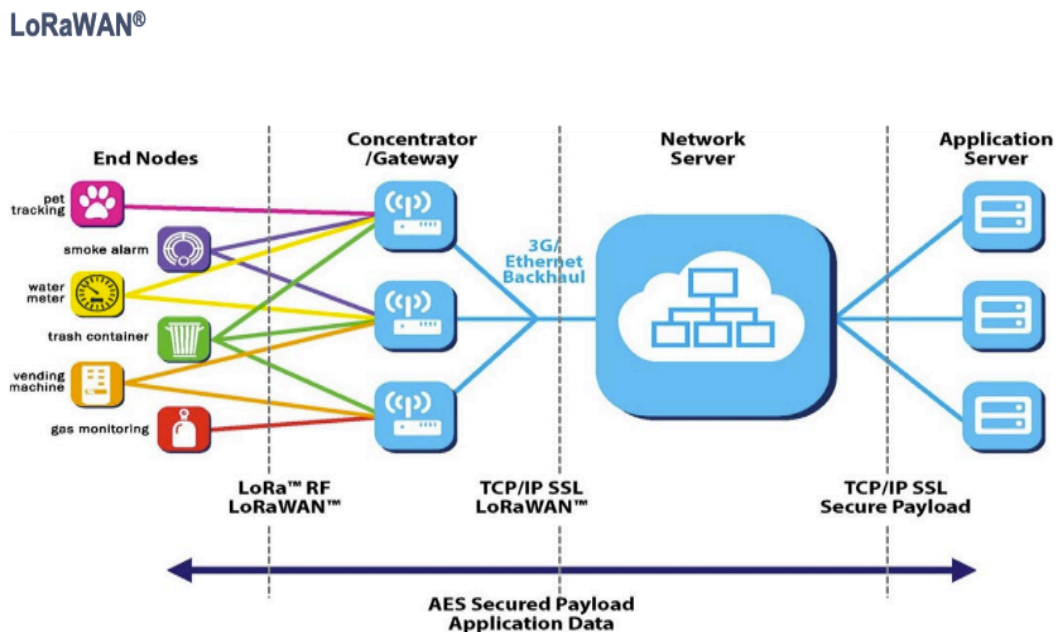 LoRaWAN®
End Nodes
Concentrator
/Gateway
Network
Server
Application
Server
pet
tracking
smoke alarm
water
meter
trash container
vending
machine
gas monitoring
3G/
Ethernet
Backhaul
LoRa™ RF
LoRaWAN™
TCP/IP SSL
LoRaWAN™
TCP/IP SSL
Secure Payload
AES Secured Payload
Application Data